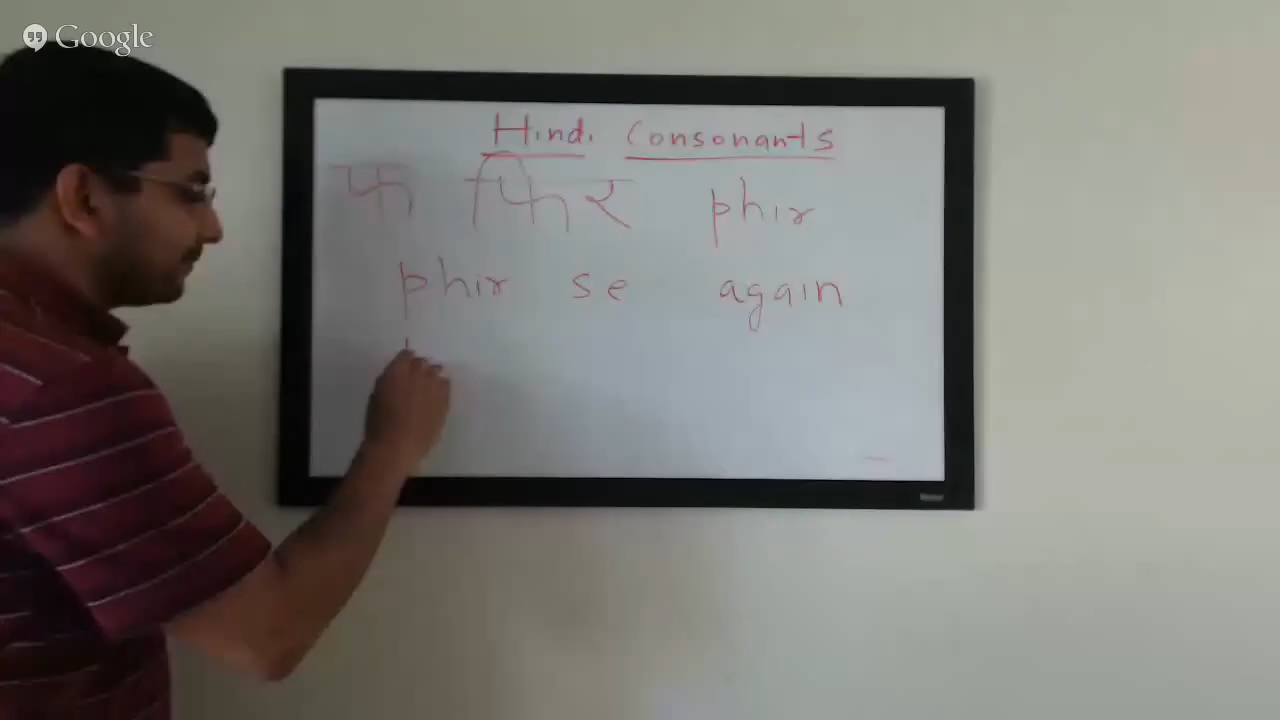 Google
Hindi Consonants
फ फिर phir
phir se again